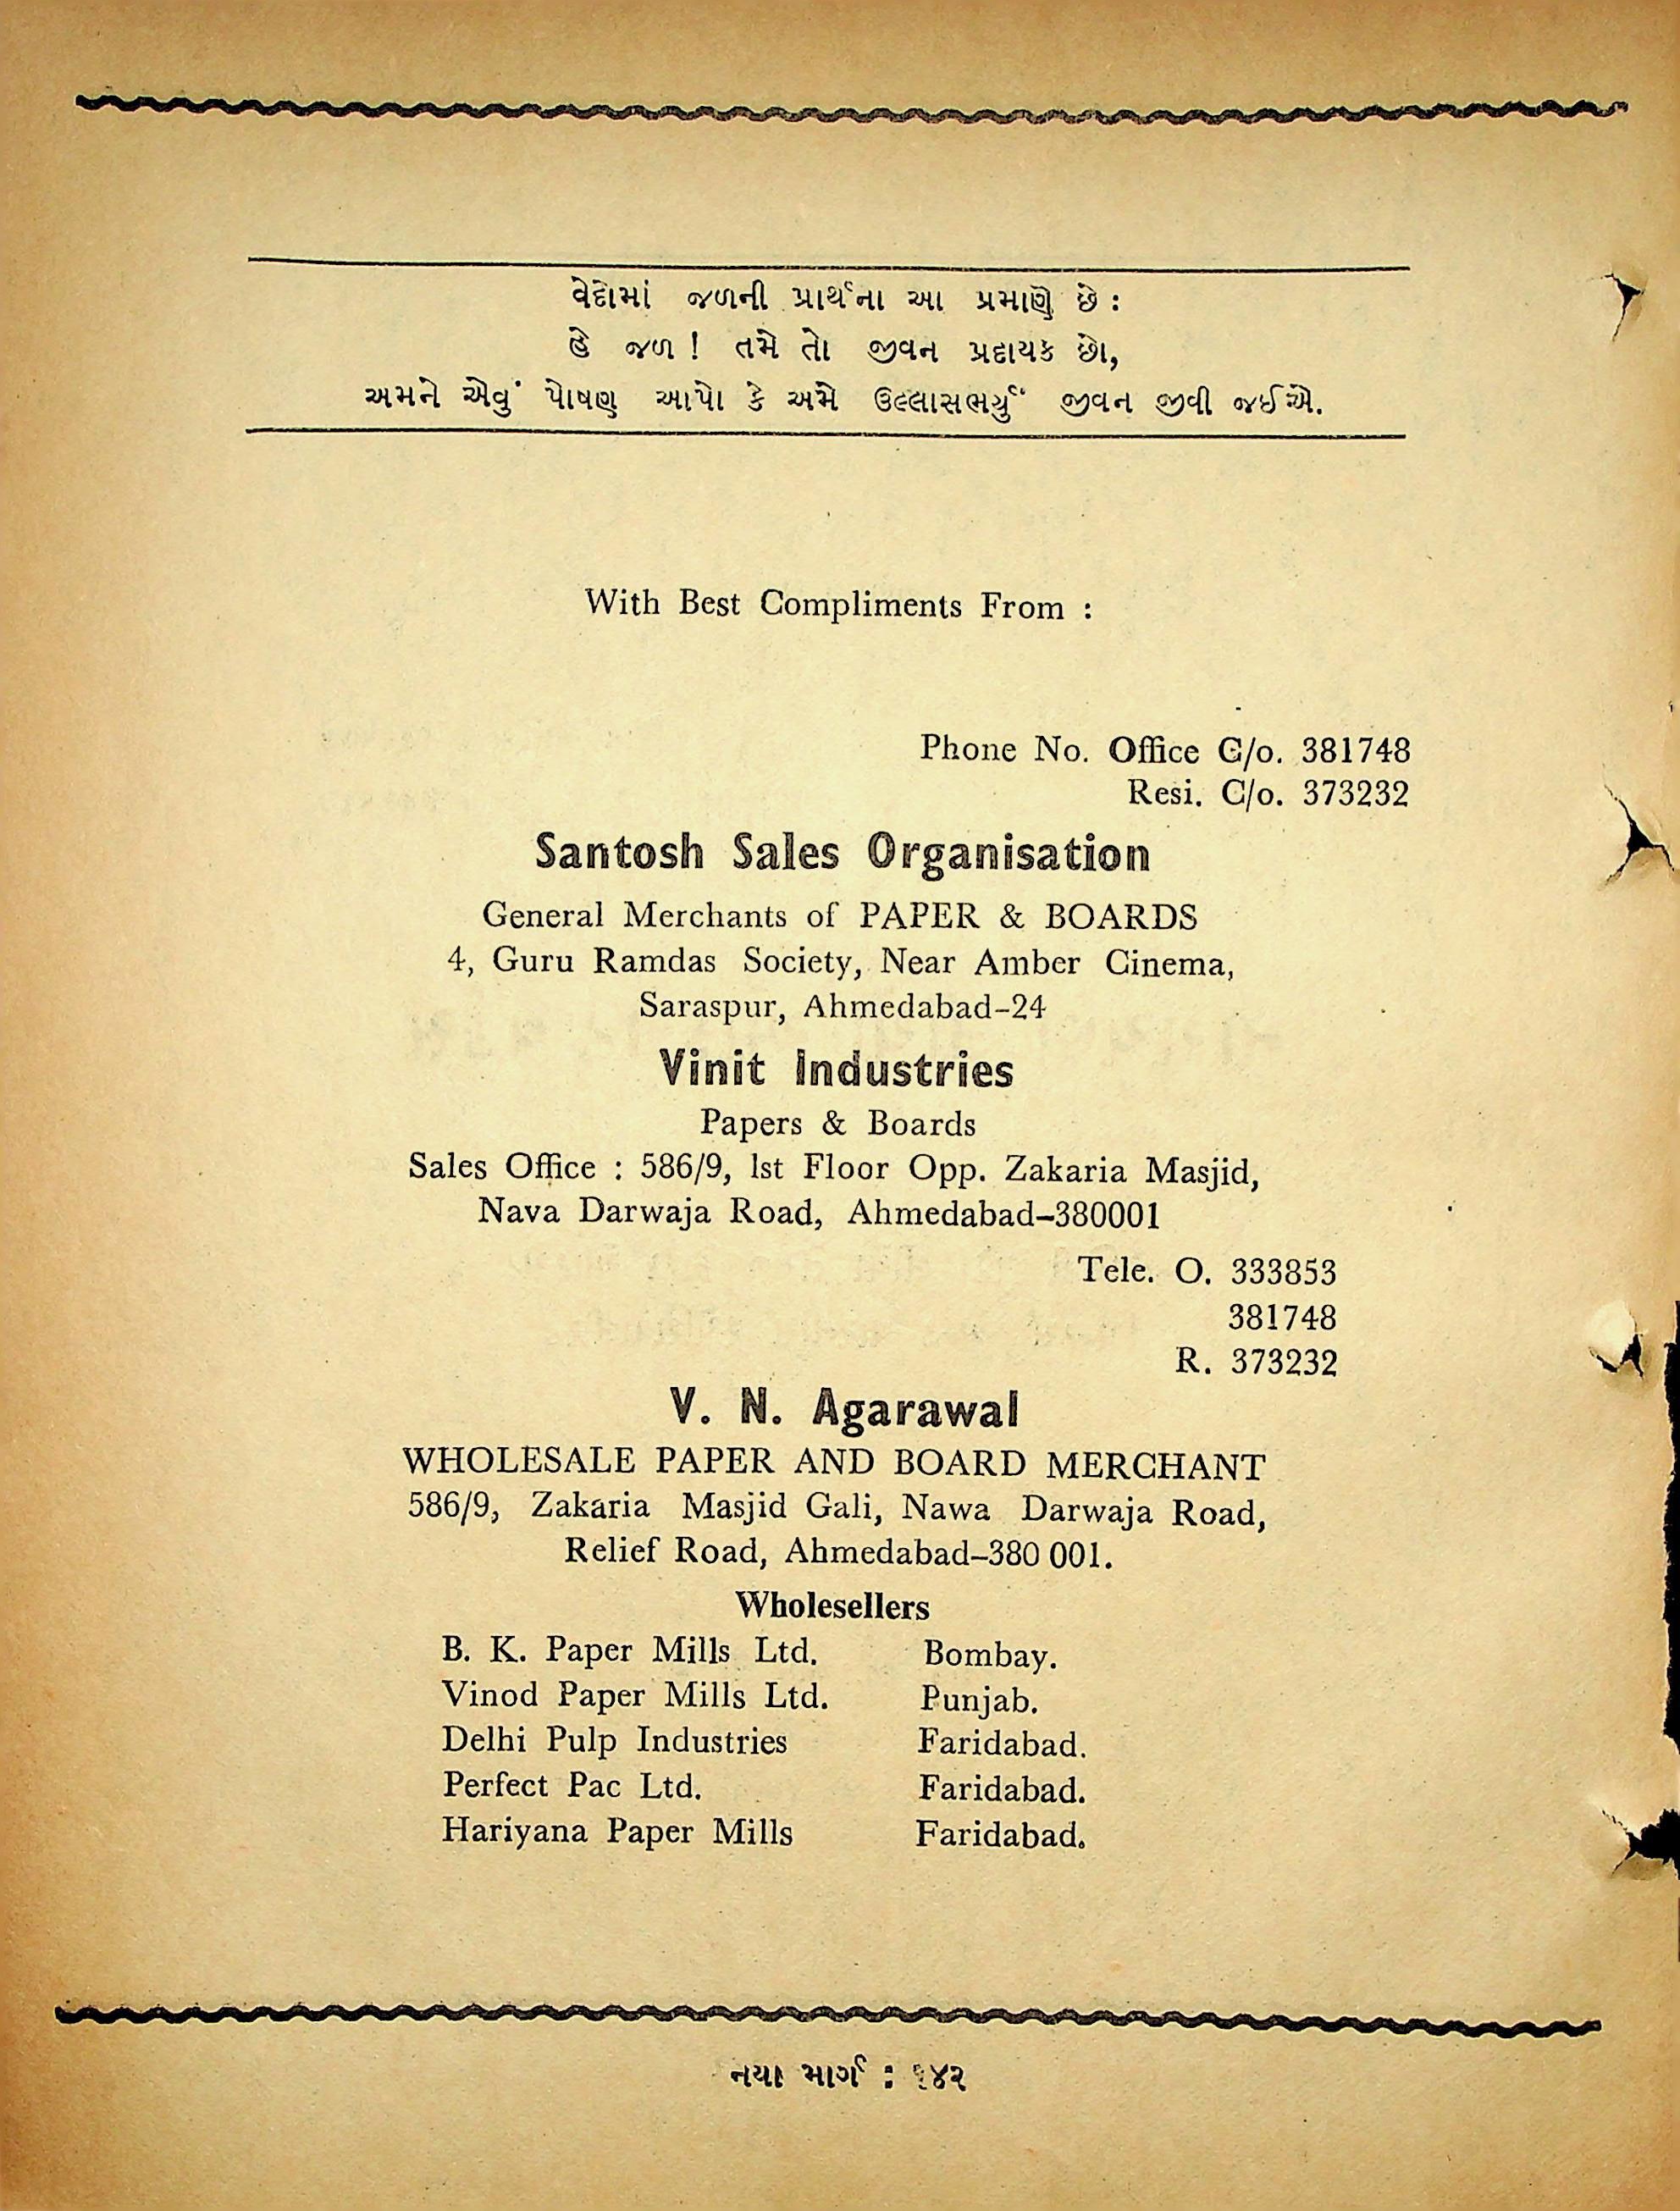 વેદોમાં જળની પ્રાર્થના આ પ્રમાણે છે :
હે જળ ! તમે તો જીવન પ્રદાયક છો,
અમને એવું પોષણ આપો કે અમે ઉલ્લાસભર્યું જીવન જીવી જઈએ.
With Best Compliments From :
Phone No. Office C/o. 381748
Resi. C/o. 373232
Santosh Sales Organisation
General Merchants of PAPER & BOARDS
4, Guru Ramdas Society, Near Amber Cinema,
Saraspur, Ahmedabad-24
Vinit Industries
Papers & Boards
Sales Office : 586/9, 1st Floor Opp. Zakaria Masjid,
Nava Darwaja Road, Ahmedabad-380001
Tele. O. 333853
381748
R. 373232
V. N. Agarawal
WHOLESALE PAPER AND BOARD MERCHANT
586/9, Zakaria Masjid Gali, Nawa Darwaja Road,
Relief Road, Ahmedabad-380 001.
Wholesellers
B. K. Paper Mills Ltd. Bombay.
Vinod Paper Mills Ltd. Punjab.
Delhi Pulp Industries Faridabad.
Perfect Pac Ltd. Faridabad.
Hariyana Paper Mills Faridabad.
નયા માર્ગ : ૧૪૨